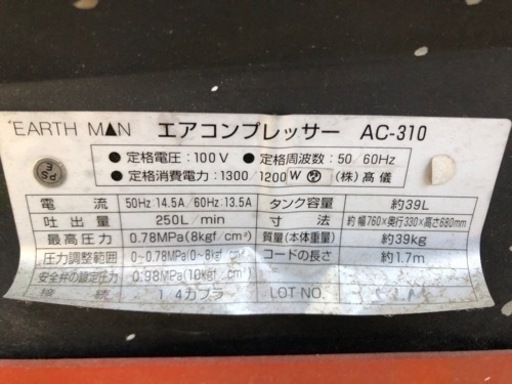 EARTH MAN エアコンプレッサー AC-310
●定格電圧：100V ●定格周波数：50/60Hz
●定格消費電力：1300/1200W (株)髙儀
電流 50Hz:14.5A/60Hz:13.5A タンク容量 約39L
吐出量 250L/min 寸法 約 幅760×奥行330×高さ680mm
最高圧力 0.78MPa(8kgf/cm²) 質量(本体重量) 約39kg
圧力調整範囲 0~0.78MPa(0~8kgf/cm²) コードの長さ 約1.7m
安全弁の設定圧力 0.98MPa(10kgf/cm²) LOT NO.
接続 1/4カプラ